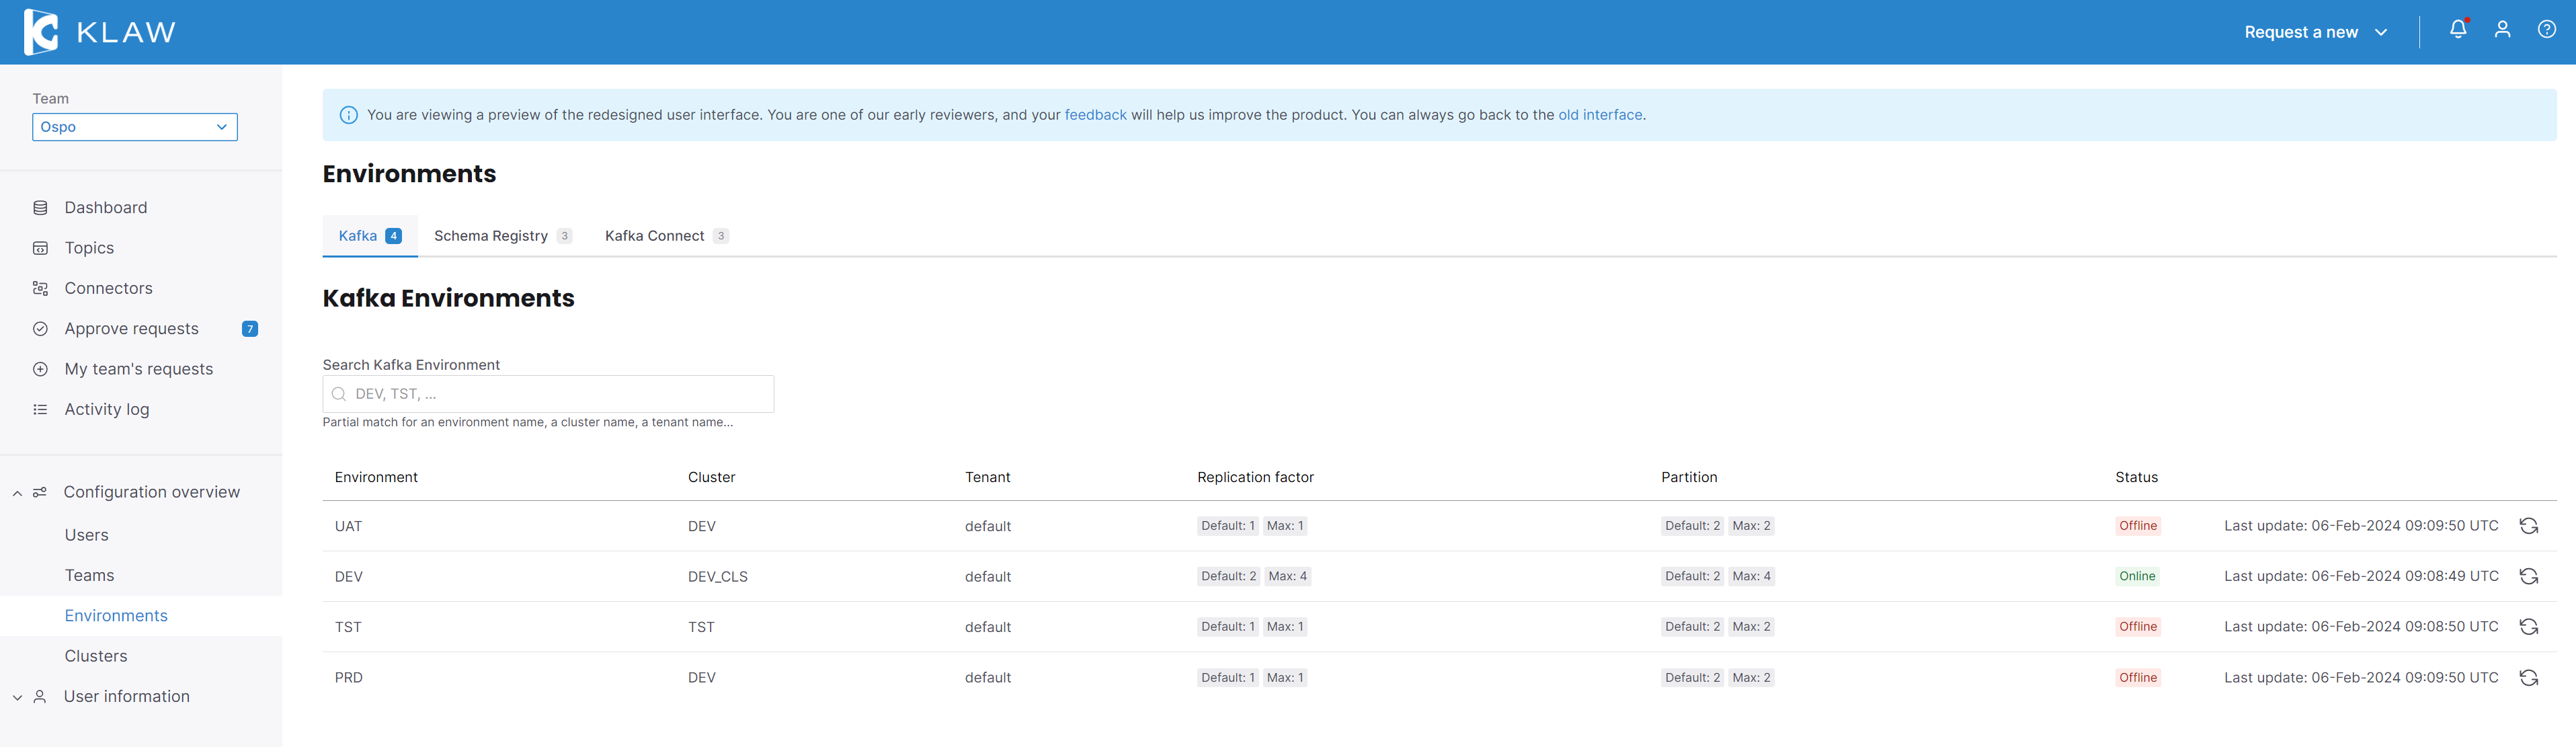 KLAW
Request a new
Team
Ospo
Dashboard
Topics
Connectors
Approve requests 7
My team's requests
Activity log
Configuration overview
Users
Teams
Environments
Clusters
User information
You are viewing a preview of the redesigned user interface. You are one of our early reviewers, and your feedback will help us improve the product. You can always go back to the old interface.
Environments
Kafka 4 Schema Registry 3 Kafka Connect 3
Kafka Environments
Search Kafka Environment
DEV, TST, ...
Partial match for an environment name, a cluster name, a tenant name...
Environment Cluster Tenant Replication factor Partition Status
UAT DEV default Default: 1 Max: 1 Default: 2 Max: 2 Offline Last update: 06-Feb-2024 09:09:50 UTC
DEV DEV_CLS default Default: 2 Max: 4 Default: 2 Max: 4 Online Last update: 06-Feb-2024 09:08:49 UTC
TST TST default Default: 1 Max: 1 Default: 2 Max: 2 Offline Last update: 06-Feb-2024 09:08:50 UTC
PRD DEV default Default: 1 Max: 1 Default: 2 Max: 2 Offline Last update: 06-Feb-2024 09:09:50 UTC